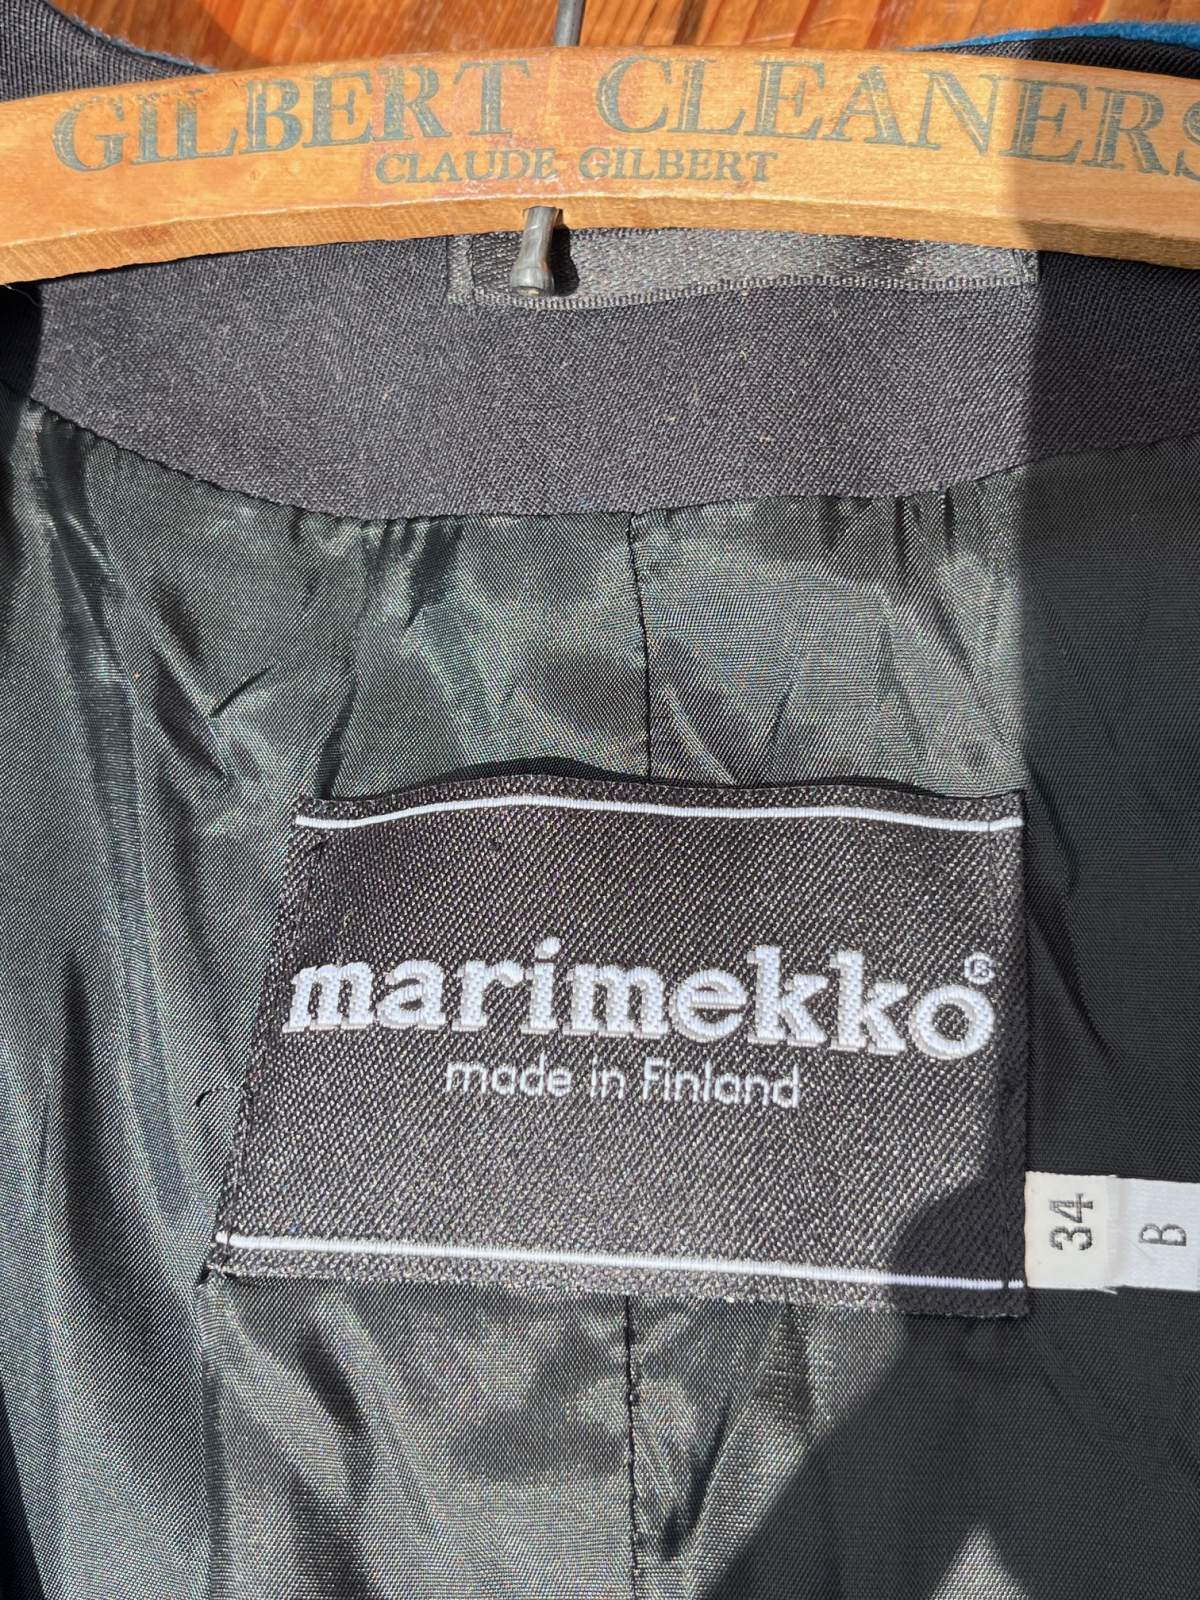 GILBERT CLEANERS
CLAUDE GILBERT
marimekko®
made in Finland
34
B